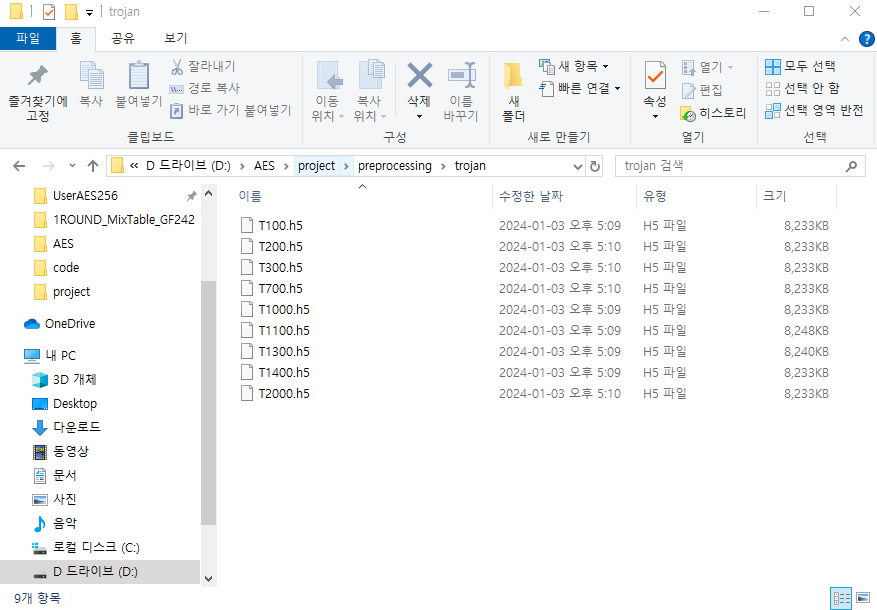 trojan
파일 홈 공유 보기
즐겨찾기에 고정
복사
붙여넣기
잘라내기
경로 복사
바로 가기 붙여넣기
클립보드
이동 위치
복사 위치
삭제
이름 바꾸기
구성
새 폴더
새 항목
빠른 연결
새로 만들기
속성
열기
편집
히스토리
열기
모두 선택
선택 안 함
선택 영역 반전
선택
« D 드라이브 (D:) › AES › project › preprocessing › trojan
trojan 검색
UserAES256
1ROUND_MixTable_GF242
AES
code
project
OneDrive
내 PC
3D 개체
Desktop
다운로드
동영상
문서
사진
음악
로컬 디스크 (C:)
D 드라이브 (D:)
이름 수정한 날짜 유형 크기
T100.h5 2024-01-03 오후 5:09 H5 파일 8,233KB
T200.h5 2024-01-03 오후 5:10 H5 파일 8,233KB
T300.h5 2024-01-03 오후 5:10 H5 파일 8,233KB
T700.h5 2024-01-03 오후 5:10 H5 파일 8,233KB
T1000.h5 2024-01-03 오후 5:09 H5 파일 8,233KB
T1100.h5 2024-01-03 오후 5:09 H5 파일 8,248KB
T1300.h5 2024-01-03 오후 5:09 H5 파일 8,240KB
T1400.h5 2024-01-03 오후 5:09 H5 파일 8,233KB
T2000.h5 2024-01-03 오후 5:10 H5 파일 8,233KB
9개 항목